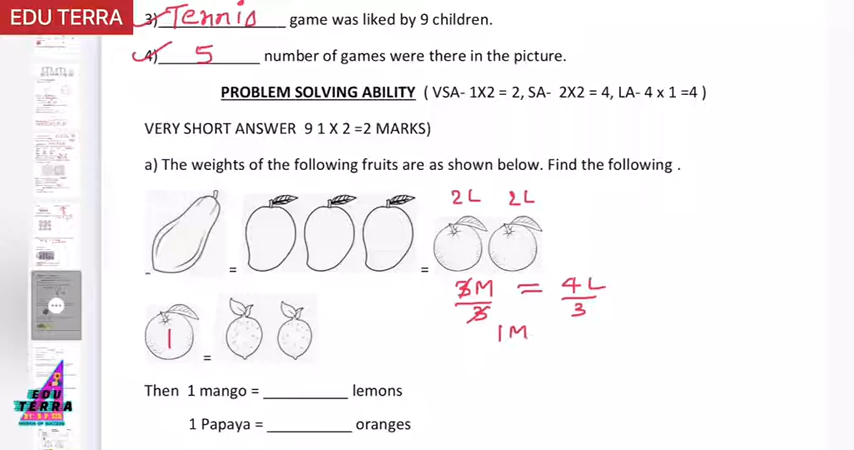 EDU TERRA
3) Tennis game was liked by 9 children.
4) 5 number of games were there in the picture.
PROBLEM SOLVING ABILITY ( VSA- 1X2 = 2, SA- 2X2 = 4, LA- 4 x 1 =4 )
VERY SHORT ANSWER 9 1 X 2 =2 MARKS)
a) The weights of the following fruits are as shown below. Find the following .
2L 2L
= =
3M/3 = 4L/3
1M
1
=
Then 1 mango = __________ lemons
1 Papaya = __________ oranges
EDU
TERRA